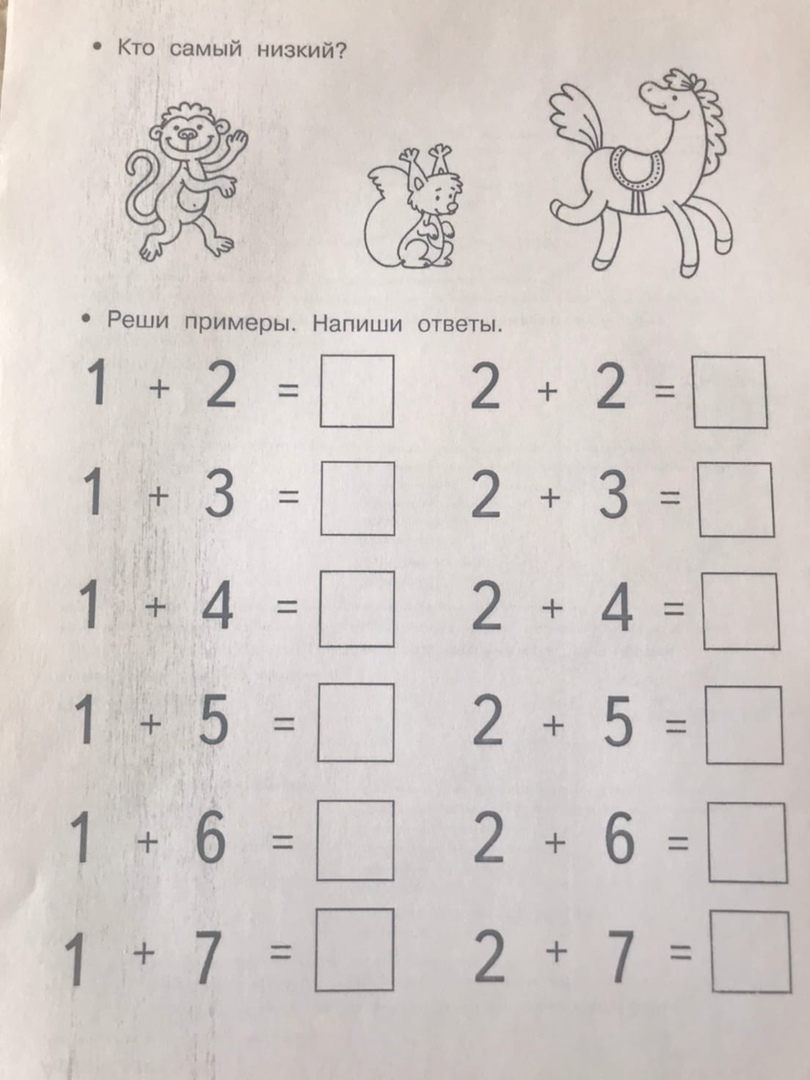 • Кто самый низкий?
• Реши примеры. Напиши ответы.
1 + 2 = 2 + 2 =
1 + 3 = 2 + 3 =
1 + 4 = 2 + 4 =
1 + 5 = 2 + 5 =
1 + 6 = 2 + 6 =
1 + 7 = 2 + 7 =